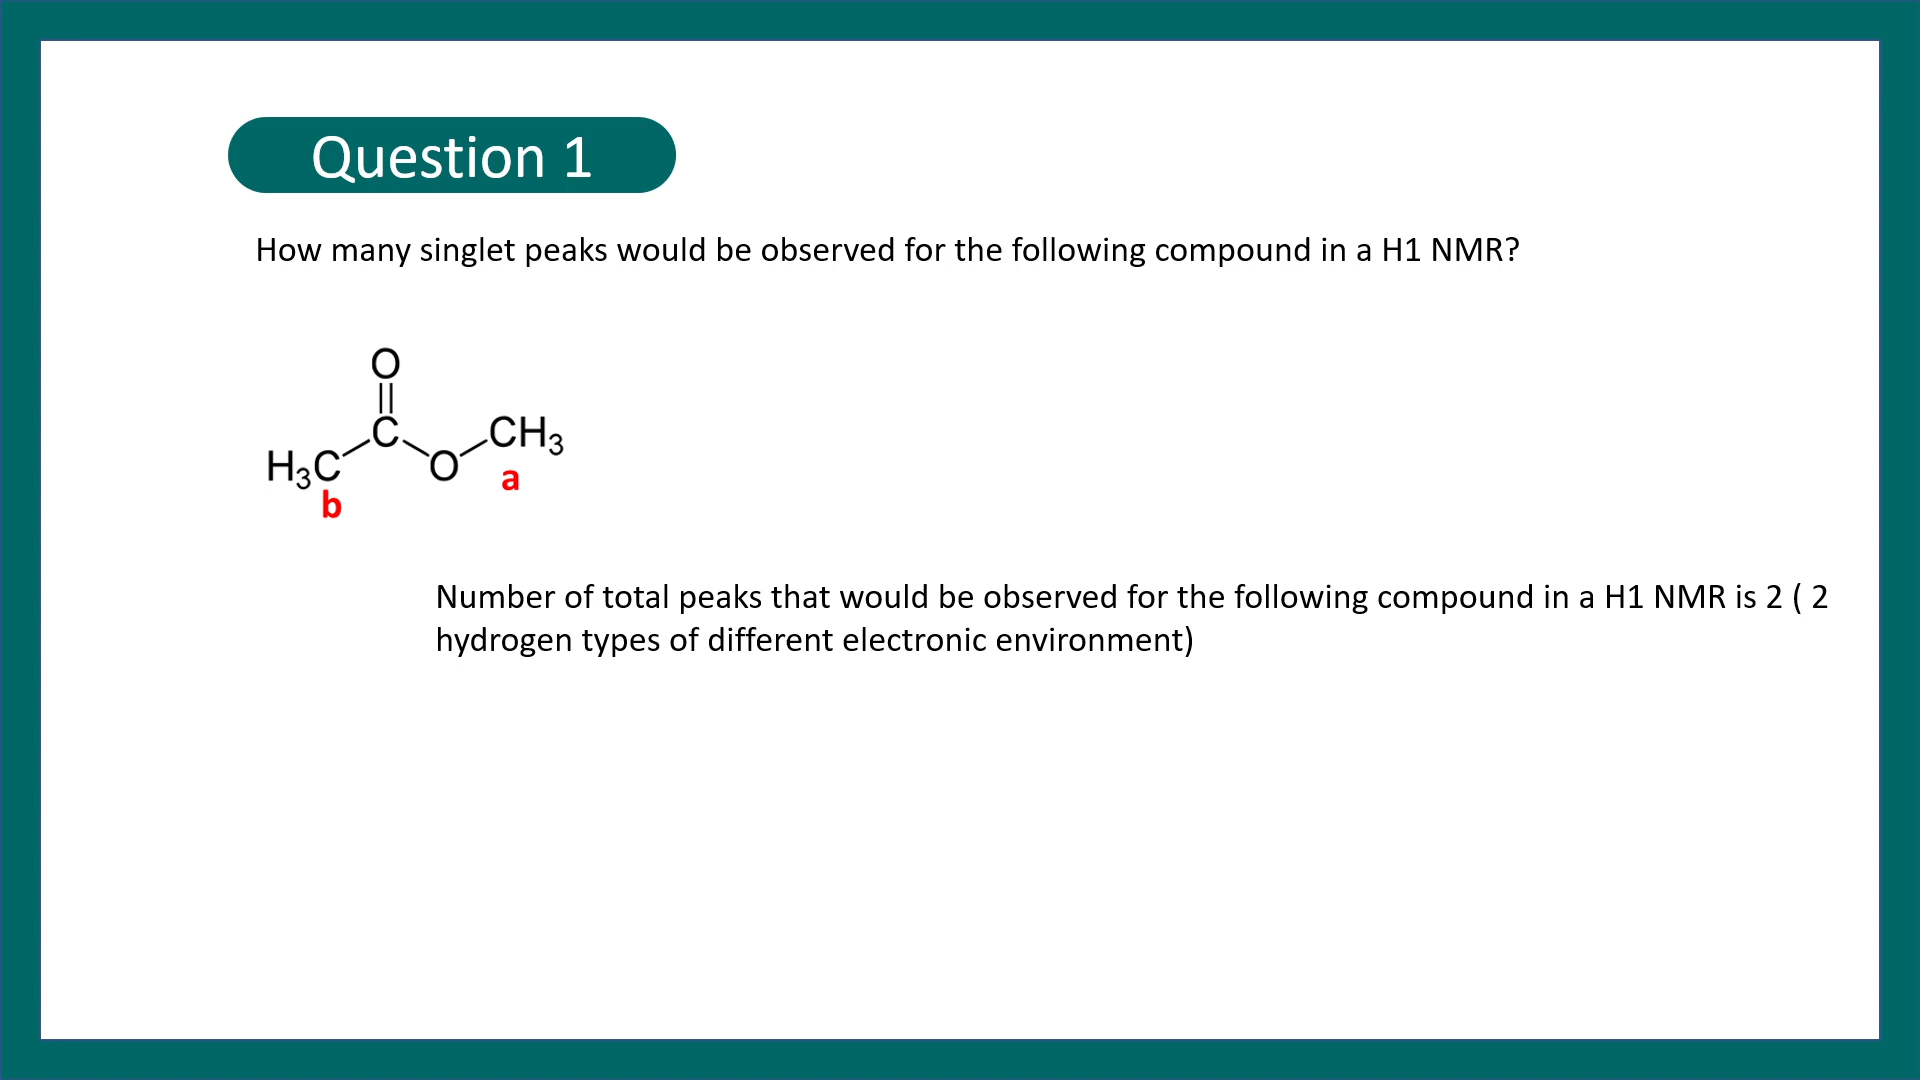 Question 1
How many singlet peaks would be observed for the following compound in a H1 NMR?
O
C
CH₃
H₃C
O
a
b
Number of total peaks that would be observed for the following compound in a H1 NMR is 2 ( 2
hydrogen types of different electronic environment)